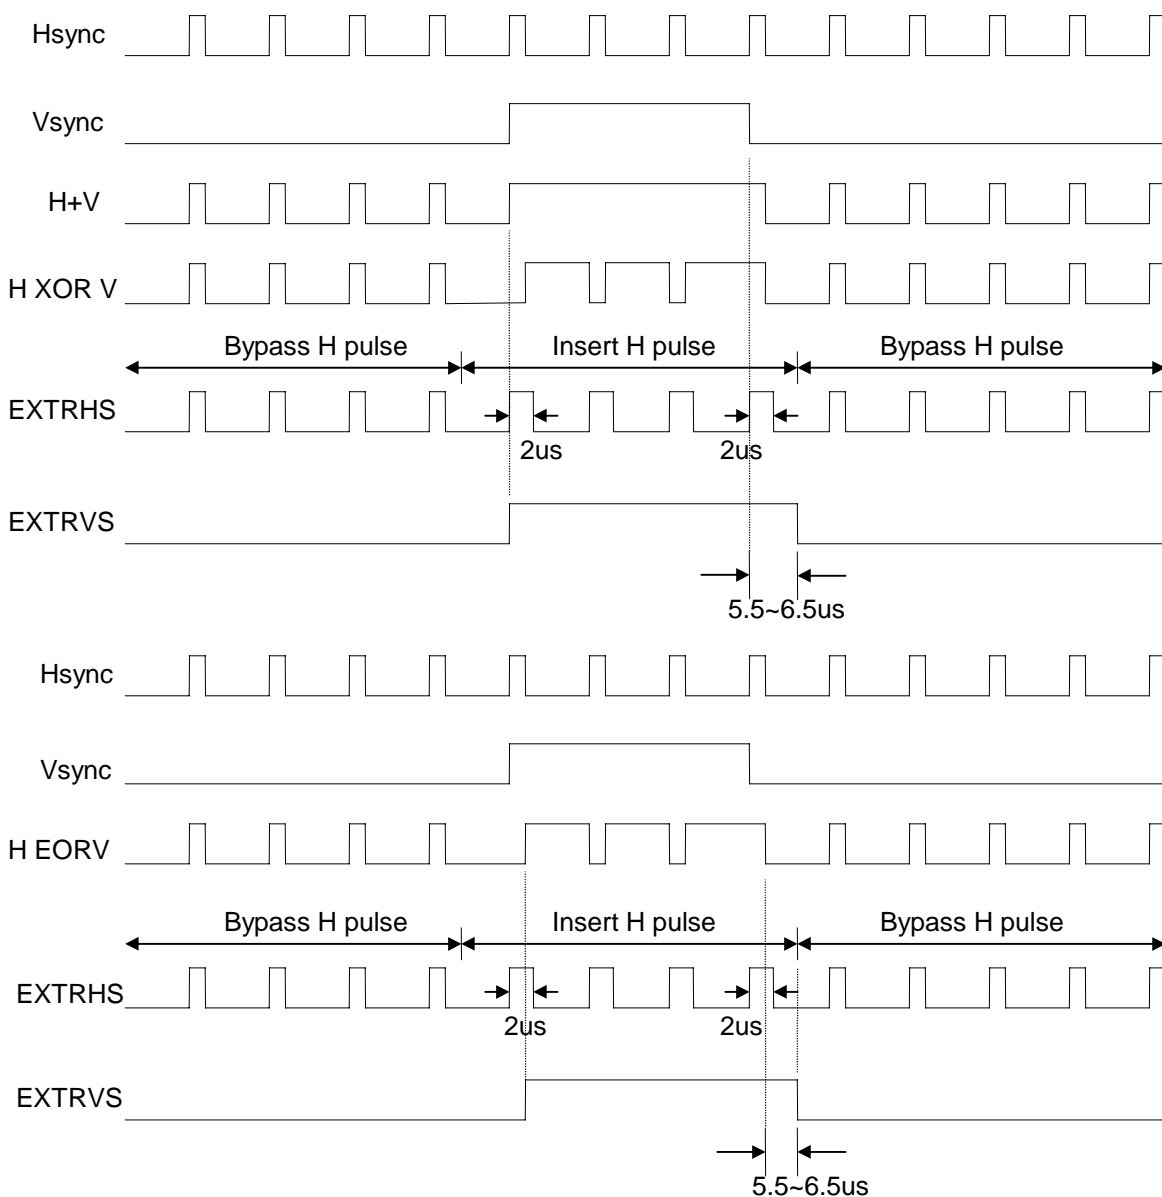 Hsync
Vsync
H+V
H XOR V
Bypass H pulse Insert H pulse Bypass H pulse
EXTRHS
2us 2us
EXTRVS
5.5~6.5us
Hsync
Vsync
H EORV
Bypass H pulse Insert H pulse Bypass H pulse
EXTRHS
2us 2us
EXTRVS
5.5~6.5us